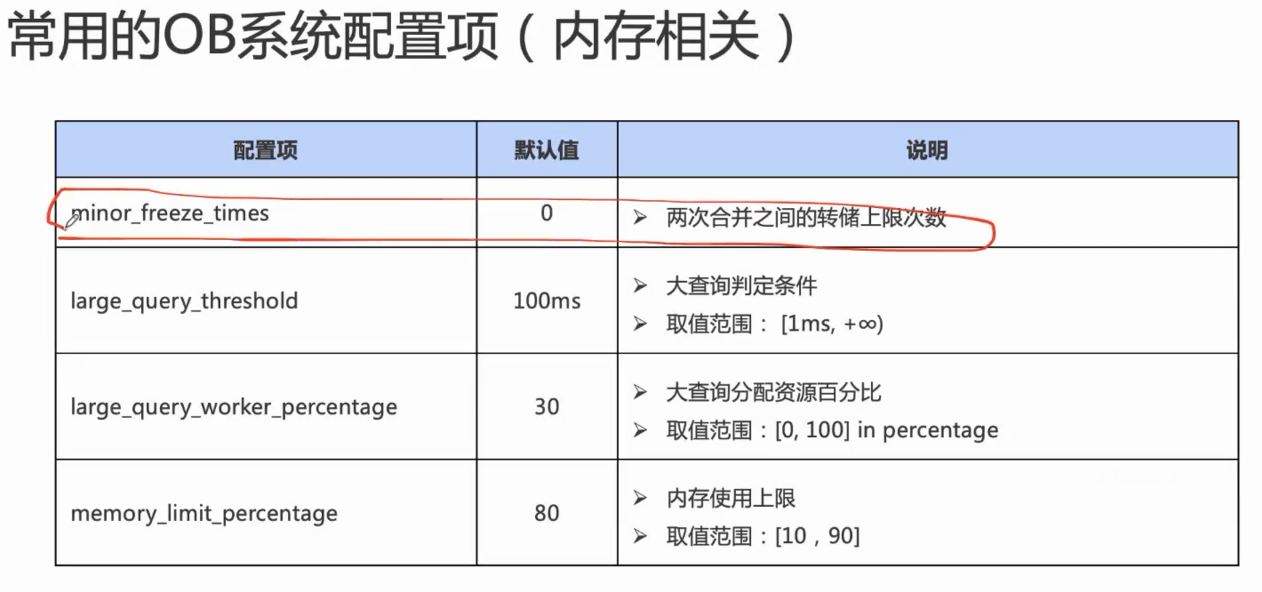 常用的OB系统配置项（内存相关）
配置项 默认值 说明
minor_freeze_times 0 ➢ 两次合并之间的转储上限次数
large_query_threshold 100ms ➢ 大查询判定条件
➢ 取值范围： [1ms, +∞)
large_query_worker_percentage 30 ➢ 大查询分配资源百分比
➢ 取值范围：[0, 100] in percentage
memory_limit_percentage 80 ➢ 内存使用上限
➢ 取值范围：[10，90]